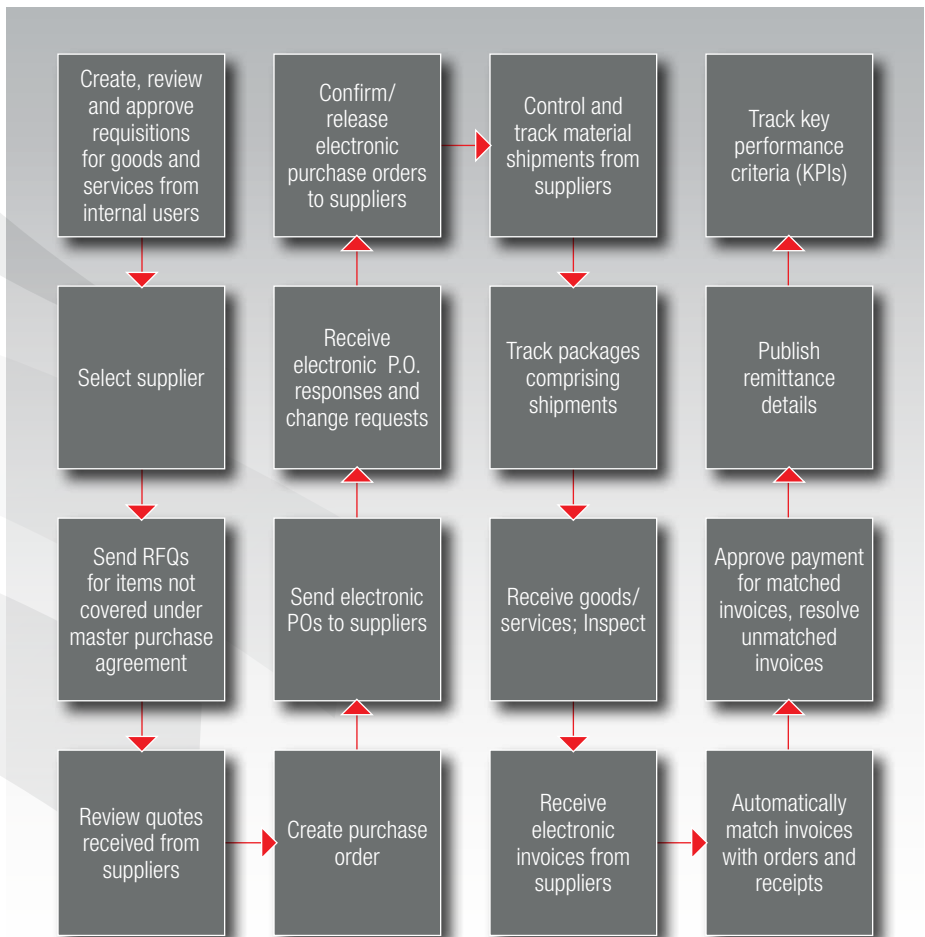 Create, review
and approve
requisitions
for goods and
services from
internal users
Select supplier
Send RFQs
for items not
covered under
master purchase
agreement
Review quotes
received from
suppliers
Create purchase
order
Send electronic
POs to suppliers
Receive
electronic P.O.
responses and
change requests
Confirm/
release
electronic
purchase orders
to suppliers
Control and
track material
shipments from
suppliers
Track packages
comprising
shipments
Receive goods/
services; Inspect
Receive
electronic
invoices from
suppliers
Automatically
match invoices
with orders and
receipts
Approve payment
for matched
invoices, resolve
unmatched
invoices
Publish
remittance
details
Track key
performance
criteria (KPIs)